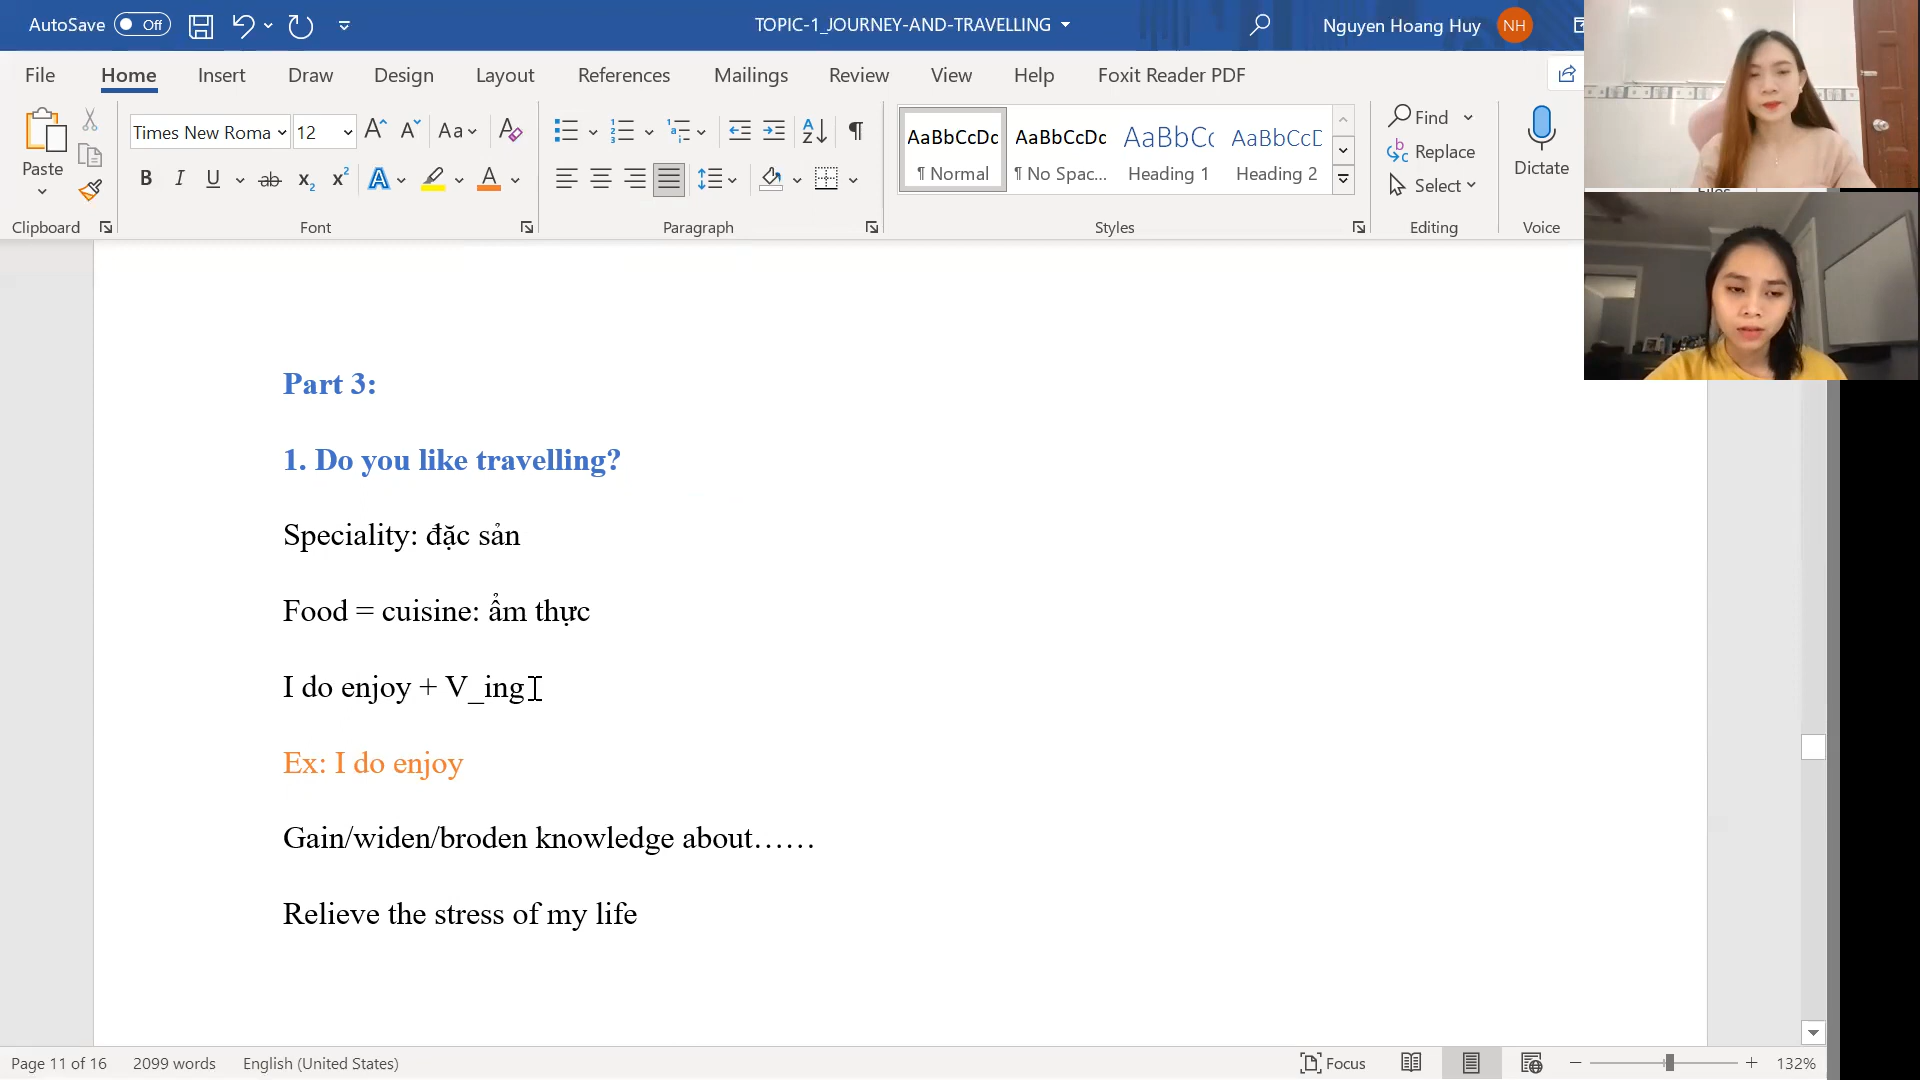 AutoSave Off TOPIC-1_JOURNEY-AND-TRAVELLING Nguyen Hoang Huy NH
File Home Insert Draw Design Layout References Mailings Review View Help Foxit Reader PDF
Times New Roma 12 Aa
Paste
B I U ab x2 x2 A A
AaBbCcDc AaBbCcDc AaBbCc AaBbCcD
¶ Normal ¶ No Spac... Heading 1 Heading 2
Find
Replace
Select
Dictate
Clipboard Font Paragraph Styles Editing Voice
Part 3:
1. Do you like travelling?
Speciality: đặc sản
Food = cuisine: ẩm thực
I do enjoy + V_ing
Ex: I do enjoy
Gain/widen/broden knowledge about……
Relieve the stress of my life
Page 11 of 16 2099 words English (United States) Focus 132%